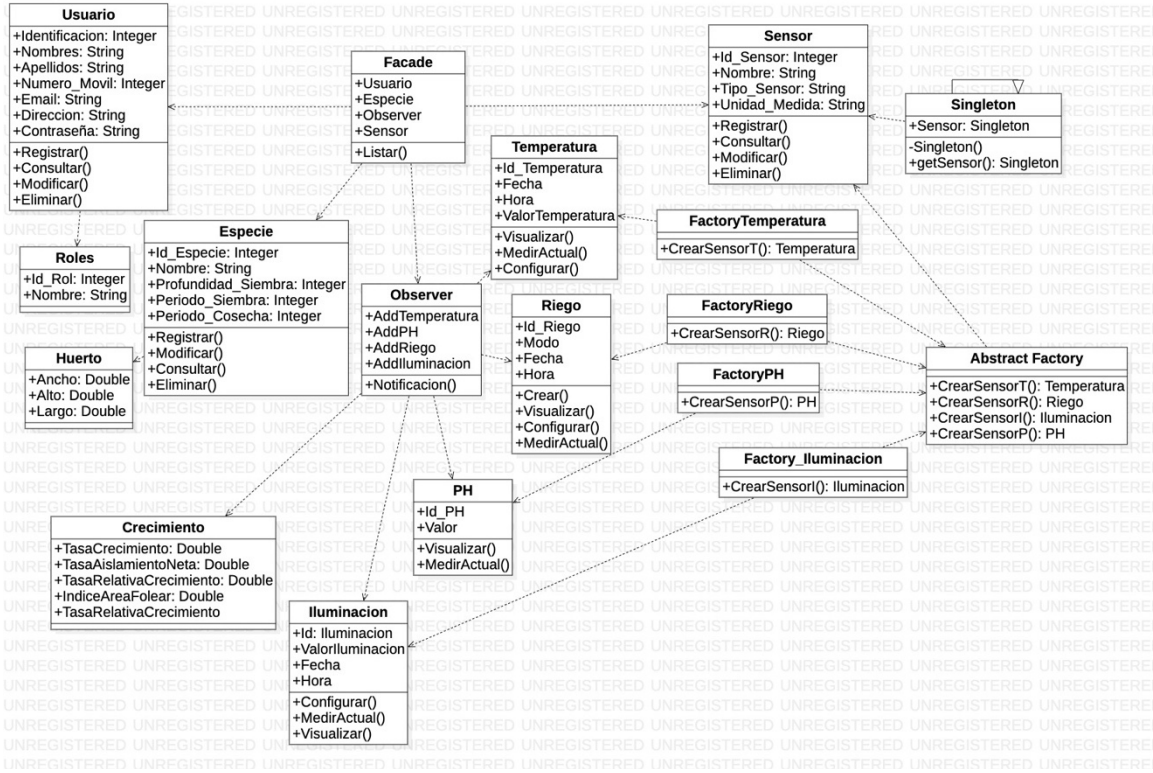 Usuario
+Identificacion: Integer
+Nombres: String
+Apellidos: String
+Numero_Movil: Integer
+Email: String
+Direccion: String
+Contraseña: String
+Registrar()
+Consultar()
+Modificar()
+Eliminar()
Facade
+Usuario
+Especie
+Observer
+Sensor
+Listar()
Sensor
+Id_Sensor: Integer
+Nombre: String
+Tipo_Sensor: String
+Unidad_Medida: String
+Registrar()
+Consultar()
+Modificar()
+Eliminar()
Singleton
+Sensor: Singleton
-Singleton()
+getSensor(): Singleton
Temperatura
+Id_Temperatura
+Fecha
+Hora
+ValorTemperatura
+Visualizar()
+MedirActual()
+Configurar()
FactoryTemperatura
+CrearSensorT(): Temperatura
Roles
+Id_Rol: Integer
+Nombre: String
Especie
+Id_Especie: Integer
+Nombre: String
+Profundidad_Siembra: Integer
+Periodo_Siembra: Integer
+Periodo_Cosecha: Integer
+Registrar()
+Modificar()
+Consultar()
+Eliminar()
Observer
+AddTemperatura
+AddPH
+AddRiego
+AddIluminacion
+Notificacion()
Riego
+Id_Riego
+Modo
+Fecha
+Hora
+Crear()
+Visualizar()
+Configurar()
+MedirActual()
FactoryRiego
+CrearSensorR(): Riego
Huerto
+Ancho: Double
+Alto: Double
+Largo: Double
FactoryPH
+CrearSensorP(): PH
Abstract Factory
+CrearSensorT(): Temperatura
+CrearSensorR(): Riego
+CrearSensorI(): Iluminacion
+CrearSensorP(): PH
Factory_Iluminacion
+CrearSensorI(): Iluminacion
PH
+Id_PH
+Valor
+Visualizar()
+MedirActual()
Crecimiento
+TasaCrecimiento: Double
+TasaAislamientoNeta: Double
+TasaRelativaCrecimiento: Double
+IndiceAreaFolear: Double
+TasaRelativaCrecimiento
Iluminacion
+Id: Iluminacion
+ValorIluminacion
+Fecha
+Hora
+Configurar()
+MedirActual()
+Visualizar()
UNREGISTERED